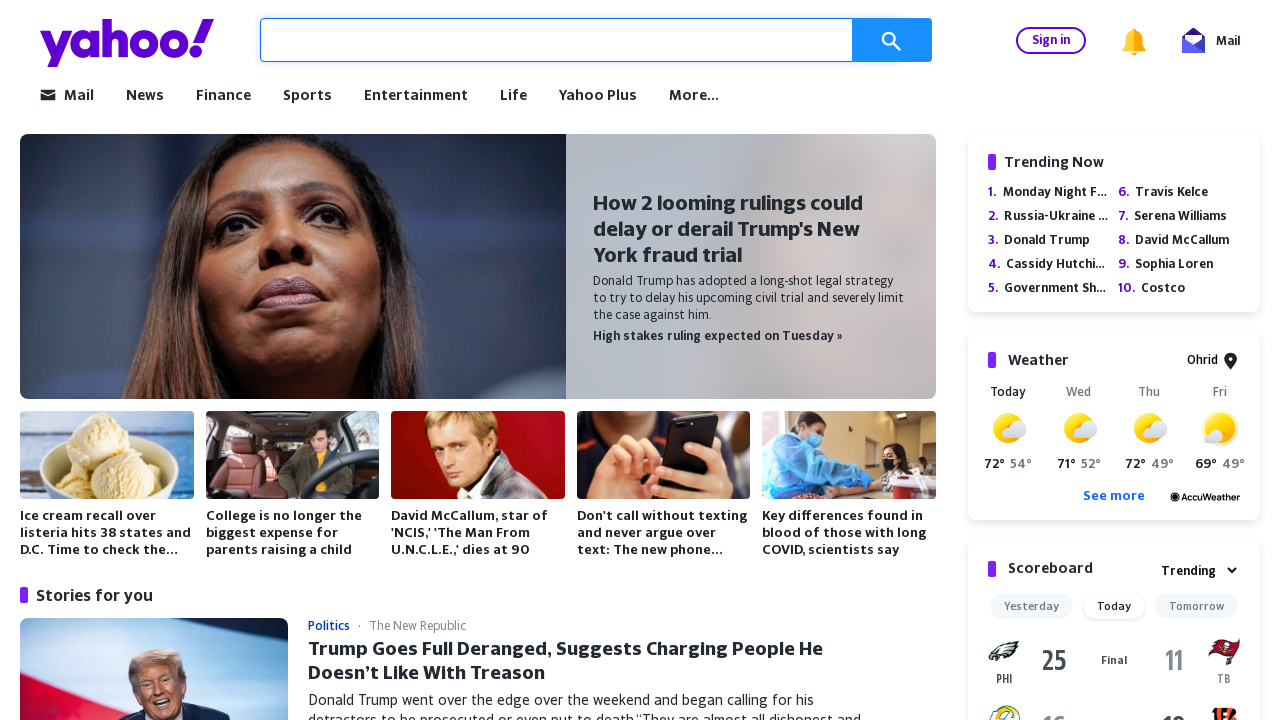 yahoo!
Sign in
Mail
Mail
News
Finance
Sports
Entertainment
Life
Yahoo Plus
More...
How 2 looming rulings could
delay or derail Trump's New
York fraud trial
Donald Trump has adopted a long-shot legal strategy
to try to delay his upcoming civil trial and severely limit
the case against him.
High stakes ruling expected on Tuesday »
Ice cream recall over
listeria hits 38 states and
D.C. Time to check the…
College is no longer the
biggest expense for
parents raising a child
David McCallum, star of
'NCIS,' 'The Man From
U.N.C.L.E.,' dies at 90
Don't call without texting
and never argue over
text: The new phone…
Key differences found in
blood of those with long
COVID, scientists say
Stories for you
Politics · The New Republic
Trump Goes Full Deranged, Suggests Charging People He
Doesn’t Like With Treason
Donald Trump went over the edge over the weekend and began calling for his
detractors to be prosecuted or even put to death.“They are almost all dishonest and
Trending Now
1. Monday Night F…
2. Russia-Ukraine …
3. Donald Trump
4. Cassidy Hutchi…
5. Government Sh…
6. Travis Kelce
7. Serena Williams
8. David McCallum
9. Sophia Loren
10. Costco
Weather
Ohrid
Today Wed Thu Fri
72° 54° 71° 52° 72° 49° 69° 49°
See more
AccuWeather
Scoreboard
Trending
Yesterday Today Tomorrow
25 Final 11
PHI TB